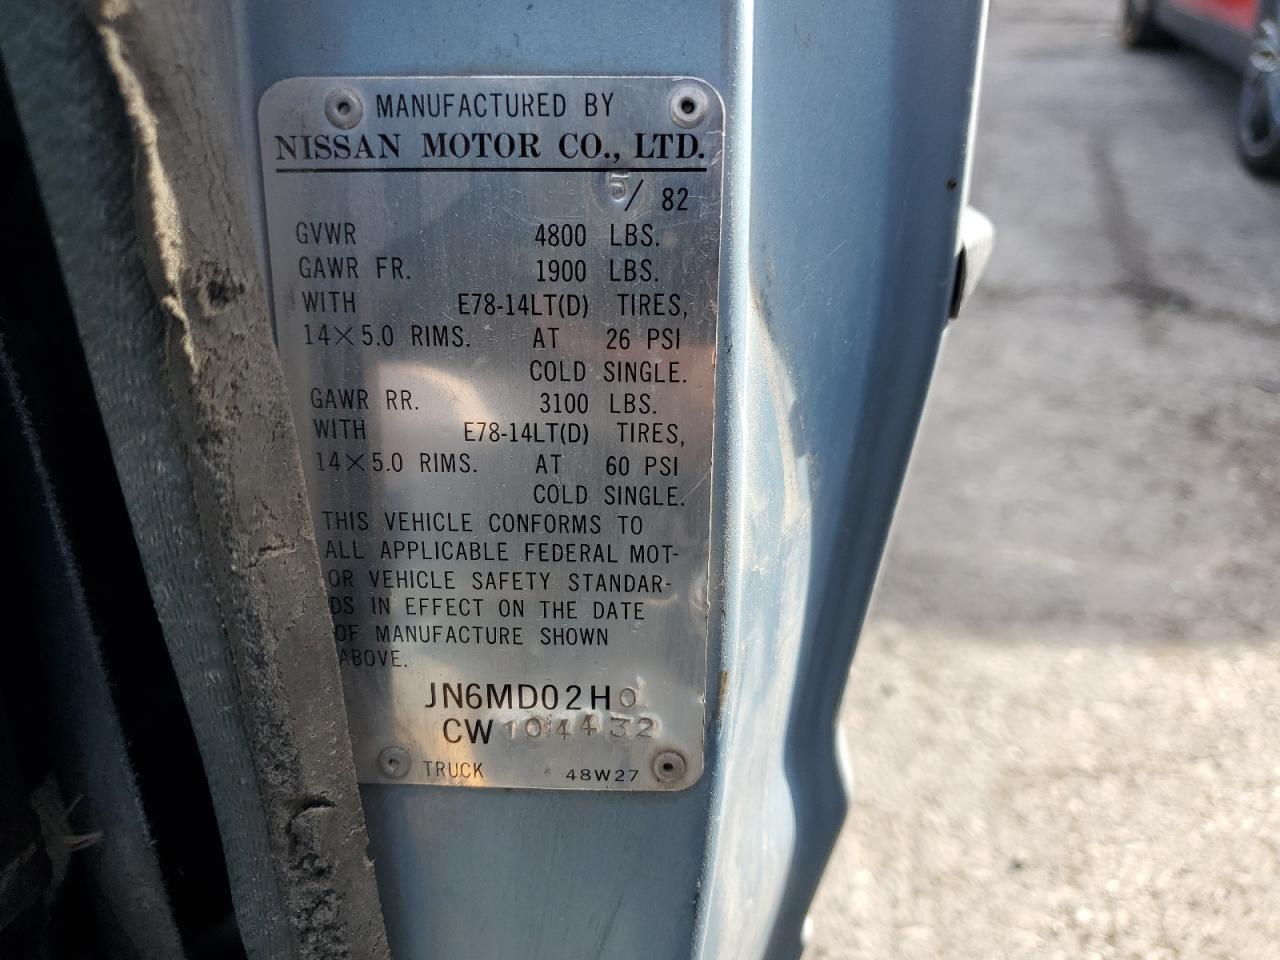 MANUFACTURED BY
NISSAN MOTOR CO., LTD.
5/ 82
GVWR 4800 LBS.
GAWR FR. 1900 LBS.
WITH E78-14LT(D) TIRES,
14×5.0 RIMS. AT 26 PSI
COLD SINGLE.
GAWR RR. 3100 LBS.
WITH E78-14LT(D) TIRES,
14×5.0 RIMS. AT 60 PSI
COLD SINGLE.
THIS VEHICLE CONFORMS TO
ALL APPLICABLE FEDERAL MOT-
OR VEHICLE SAFETY STANDAR-
DS IN EFFECT ON THE DATE
OF MANUFACTURE SHOWN
ABOVE.
JN6MD02H0
CW104432
TRUCK 48W27